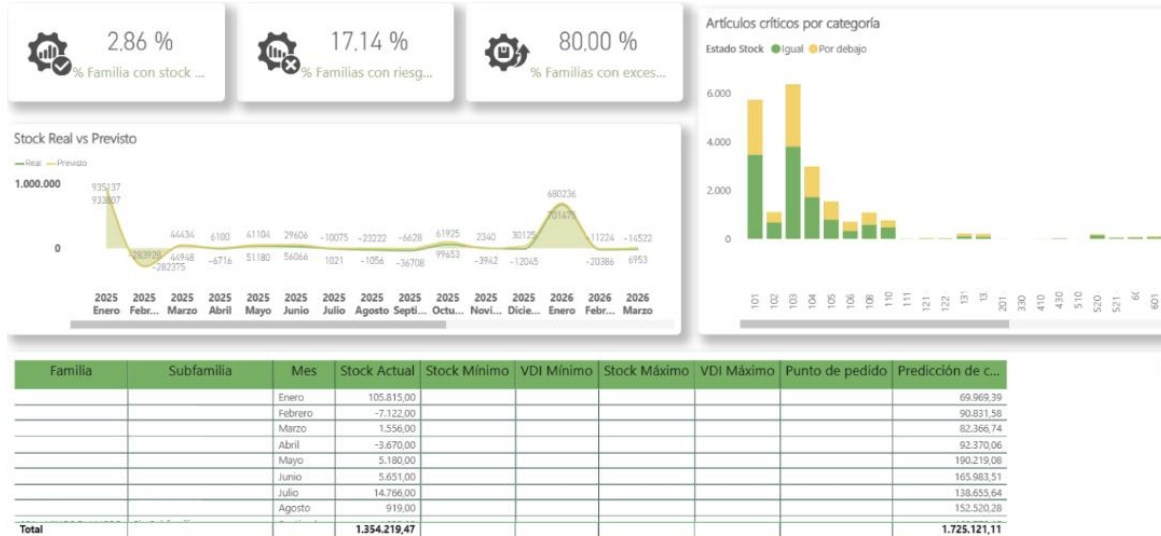 2,86 %
% Familia con stock ...
17,14 %
% Familias con riesg...
80,00 %
% Familias con exces...
Artículos críticos por categoría
Estado Stock Igual Por debajo
6.000
4.000
2.000
0
101 102 103 104 105 106 108 110 111 121 122 131 201 330 410 430 510 520 521 601
Stock Real vs Previsto
Real Previsto
1.000.000
0
935137
933807
-283928
-282375
44434 6100 41104 29606 -10075 -23222 -6628 61925 2340 30125 680236 -11224 -14522
44948 -6716 51180 56066 1021 -1056 -36708 99653 -3942 -12045 701475 -20386 6953
2025 2025 2025 2025 2025 2025 2025 2025 2025 2025 2025 2025 2026 2026 2026
Enero Febr... Marzo Abril Mayo Junio Julio Agosto Septi... Octu... Novi... Dicie... Enero Febr... Marzo
Familia Subfamilia Mes Stock Actual Stock Mínimo VDI Mínimo Stock Máximo VDI Máximo Punto de pedido Predicción de c...
Enero 105.815,00 69.969,39
Febrero -7.122,00 90.831,58
Marzo 1.556,00 82.366,74
Abril -3.670,00 92.370,06
Mayo 5.180,00 190.219,08
Junio 5.651,00 165.983,51
Julio 14.766,00 138.655,64
Agosto 919,00 152.520,28
Total 1.354.219,47 1.725.121,11